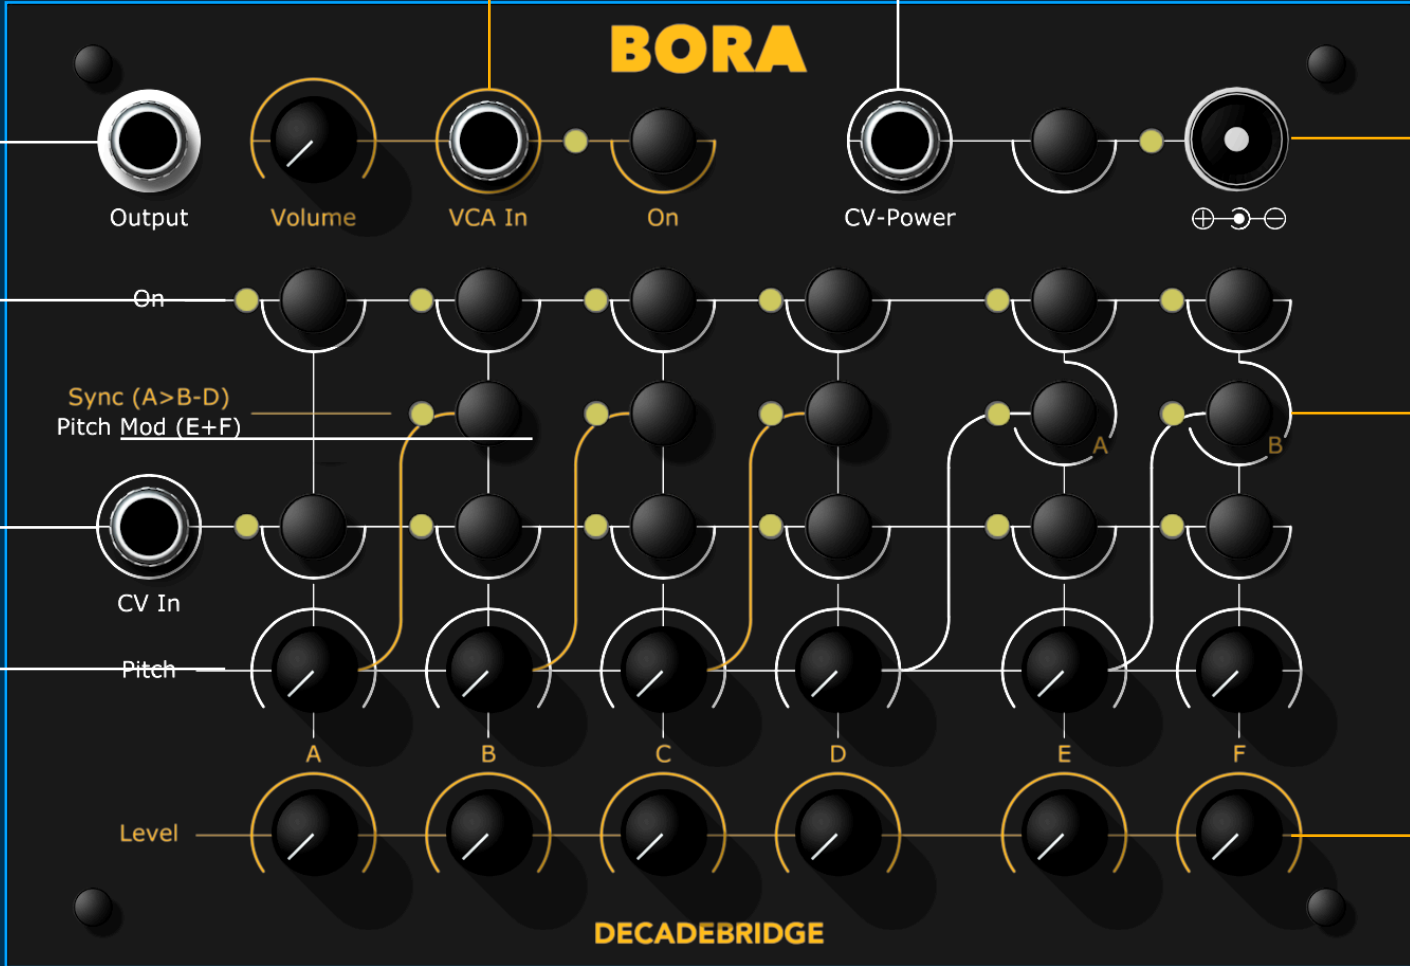 BORA
Output
Volume
VCA In
On
CV-Power
On
Sync (A>B-D)
Pitch Mod (E+F)
A
B
CV In
Pitch
A
B
C
D
E
F
Level
DECADEBRIDGE